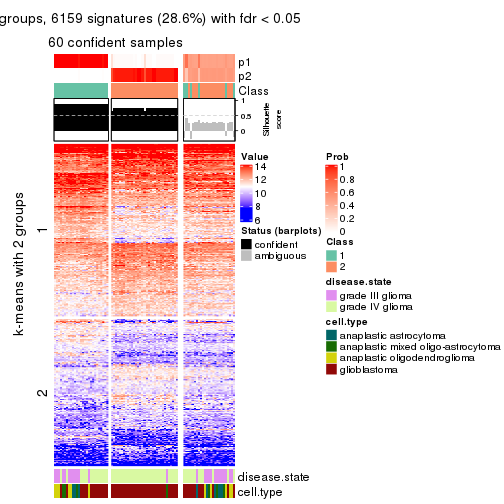 groups, 6159 signatures (28.6%) with fdr < 0.05
60 confident samples
p1
p2
Class
1
0.5
0
Silhouette
score
k-means with 2 groups
1
2
Value
14
12
10
8
6
Status (barplots)
confident
ambiguous
Prob
1
0.8
0.6
0.4
0.2
0
Class
1
2
disease.state
grade III glioma
grade IV glioma
cell.type
anaplastic astrocytoma
anaplastic mixed oligo-astrocytoma
anaplastic oligodendroglioma
glioblastoma
disease.state
cell.type